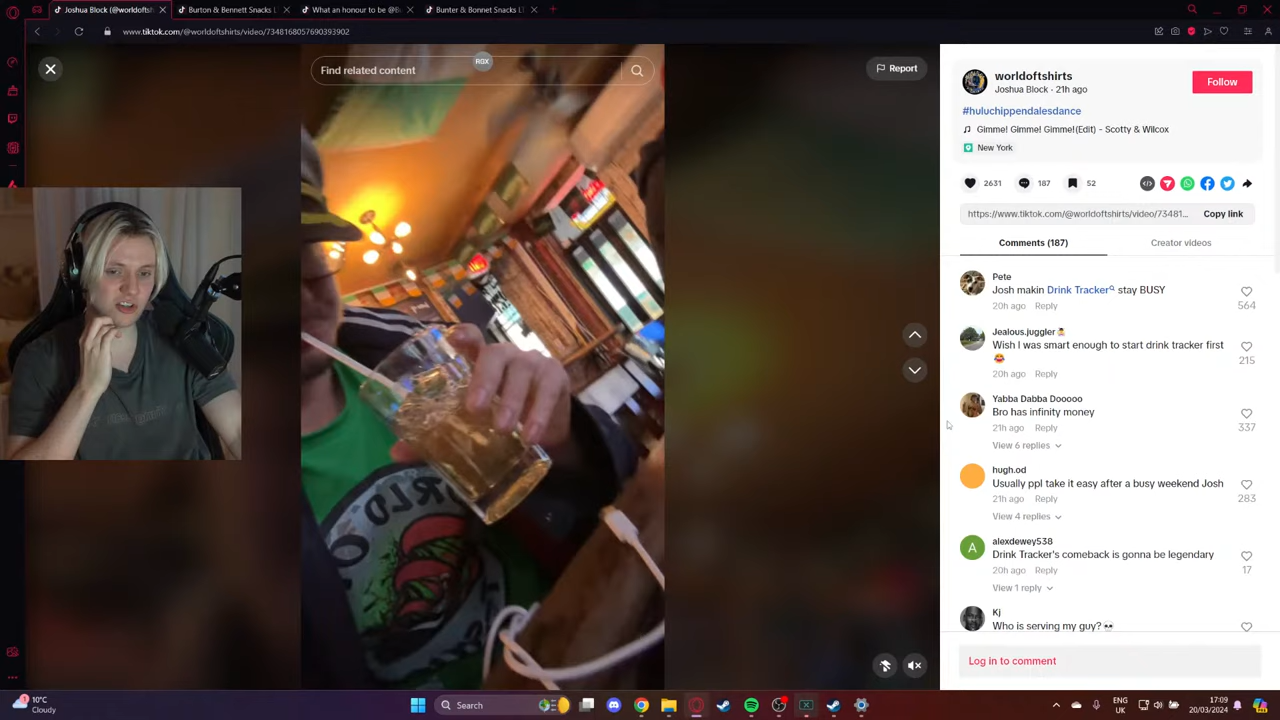 Joshua Block (@worldofsh
Burton & Bennett Snacks L
What an honour to be @B
Bunter & Bonnet Snacks L
www.tiktok.com/@worldoftshirts/video/7348168057690393902
RGX
Find related content
Report
worldoftshirts
Joshua Block · 21h ago
Follow
#huluchippendalesdance
Gimme! Gimme! Gimme!(Edit) - Scotty & Wilcox
New York
2631 187 52
https://www.tiktok.com/@worldoftshirts/video/73481...
Copy link
Comments (187)
Creator videos
Pete
Josh makin Drink Tracker stay BUSY
20h ago Reply
564
Jealous.juggler
Wish I was smart enough to start drink tracker first
😂
20h ago Reply
215
Yabba Dabba Dooooo
Bro has infinity money
21h ago Reply
337
View 6 replies
hugh.od
Usually ppl take it easy after a busy weekend Josh
21h ago Reply
283
View 4 replies
A
alexdewey538
Drink Tracker's comeback is gonna be legendary
20h ago Reply
17
View 1 reply
Kj
Who is serving my guy?💀
Log in to comment
10°C
Cloudy
Search
ENG
UK
17:09
20/03/2024